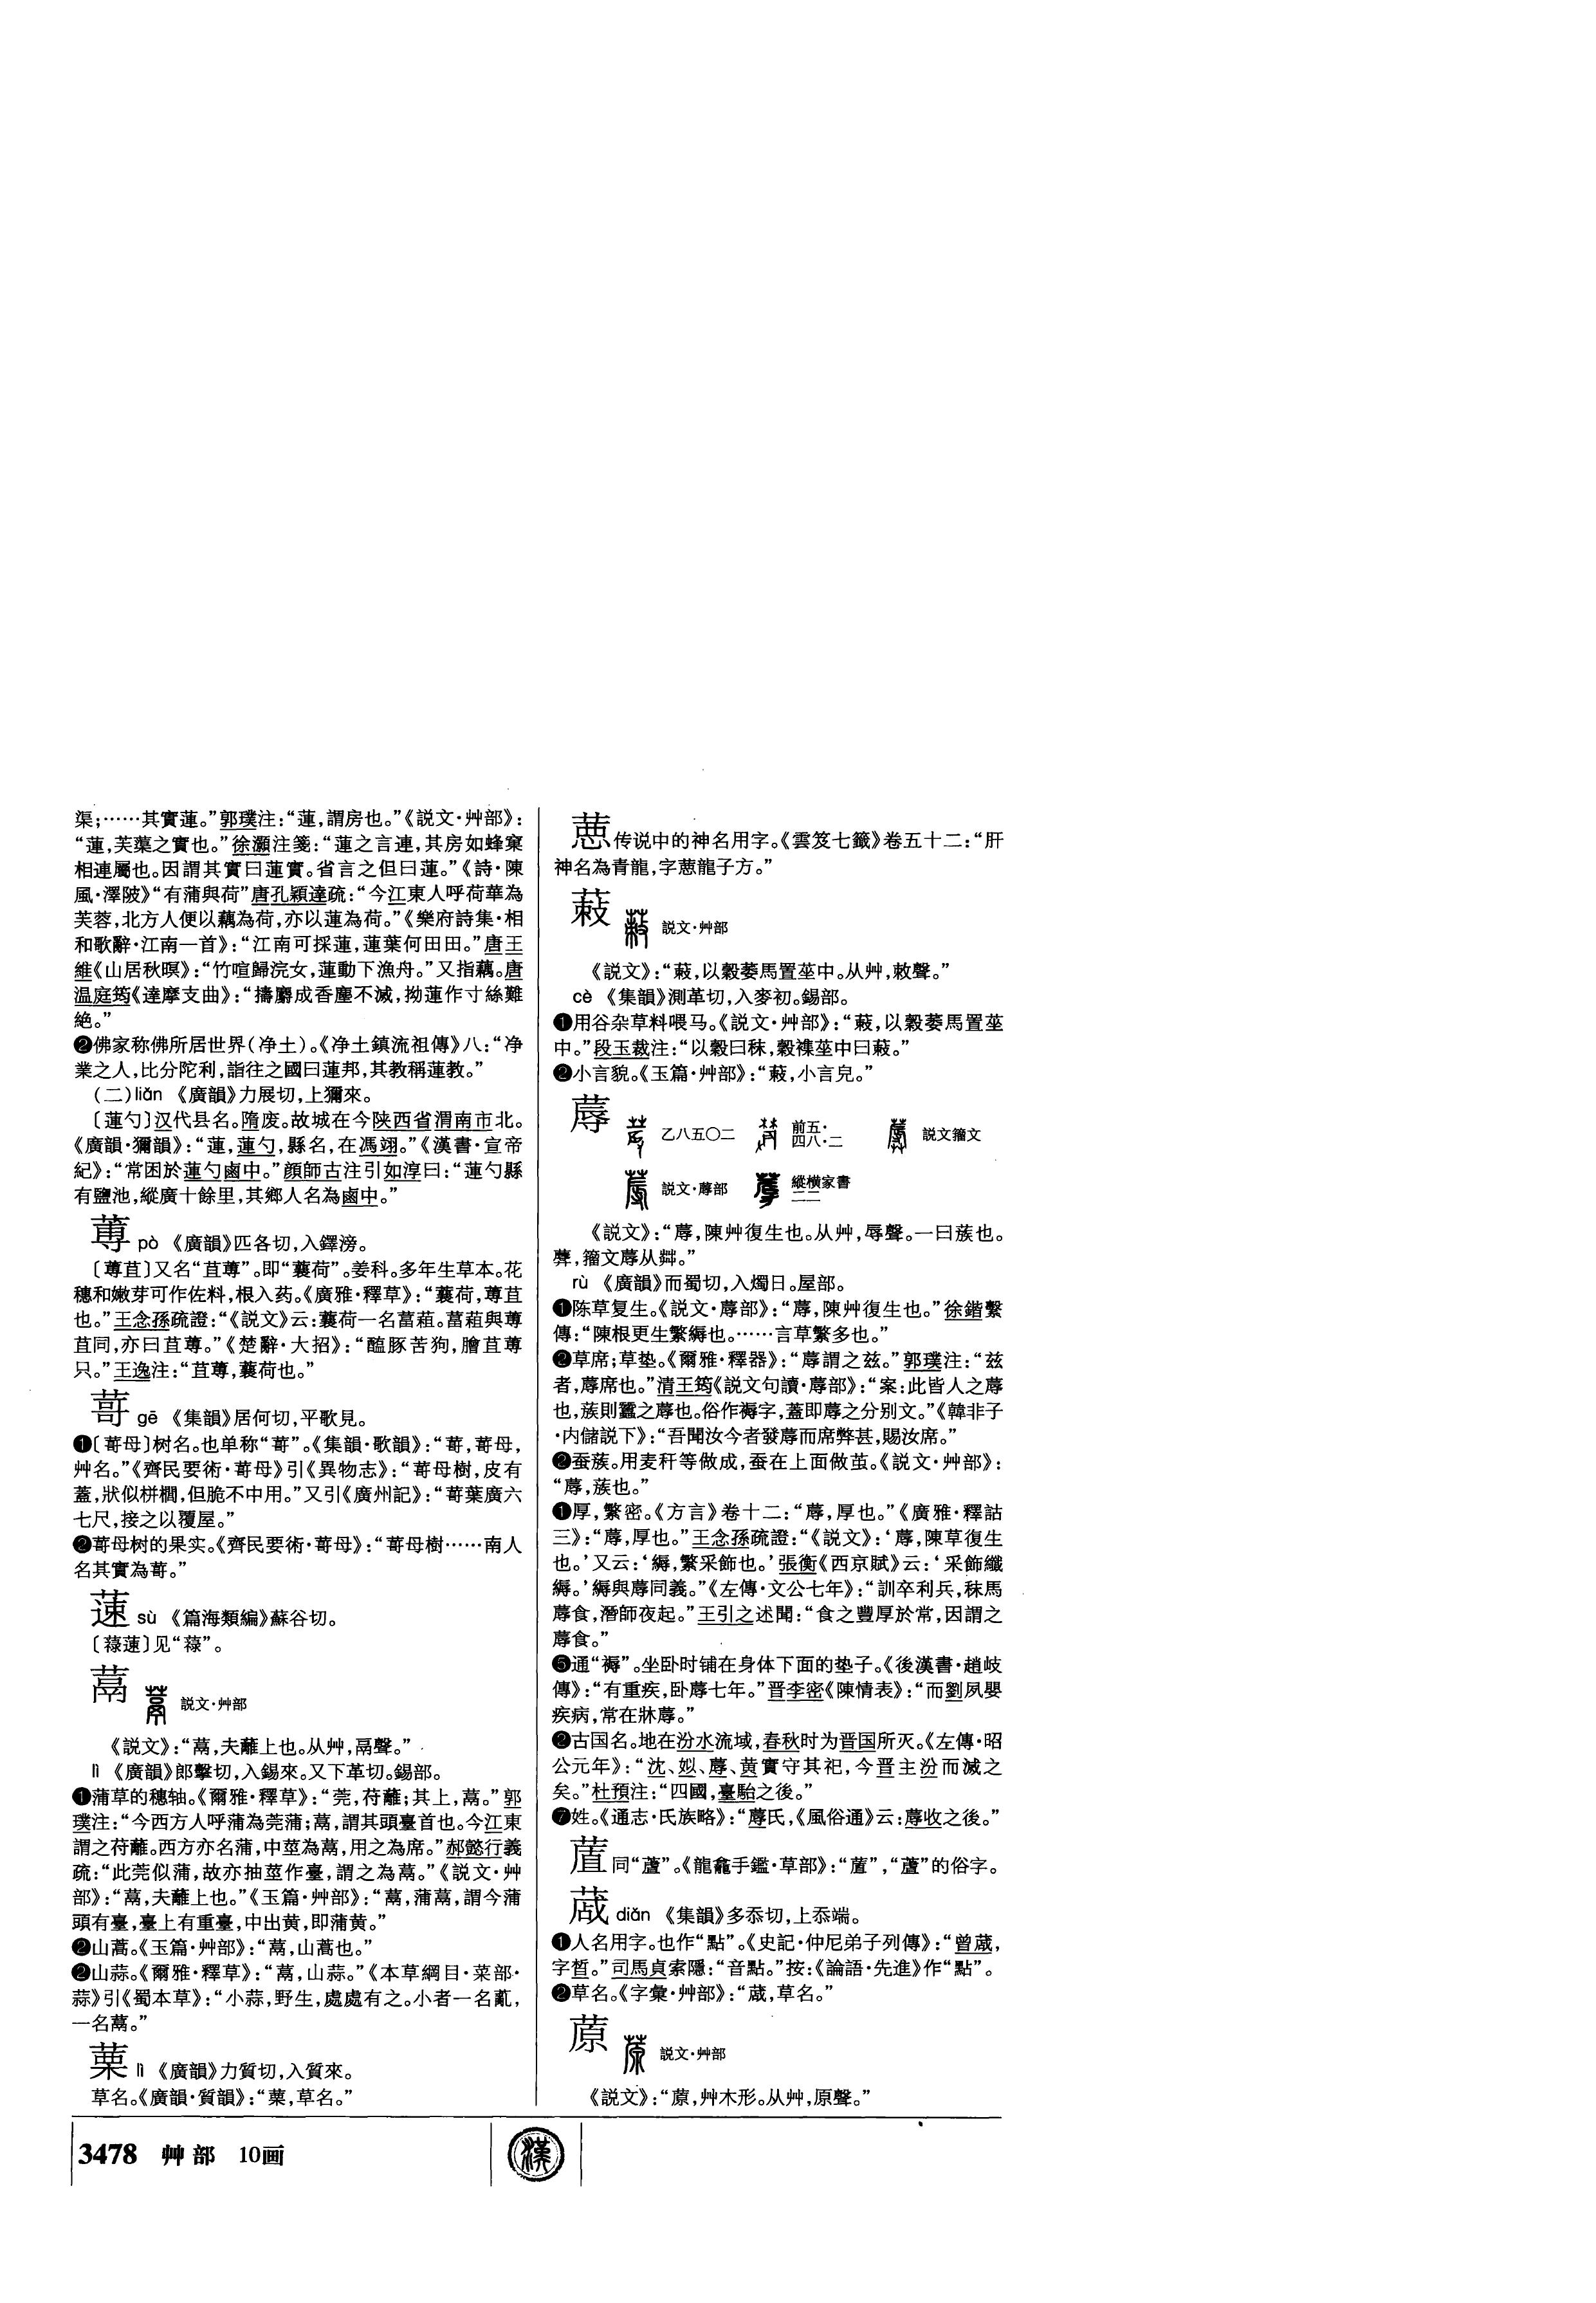 渠；……其實蓮。”郭璞注：“蓮，謂房也。”《説文·艸部》：
“蓮，芙蕖之實也。”徐灝注箋：“蓮之言連，其房如蜂窠
相連屬也。因謂其實曰蓮實。省言之但曰蓮。”《詩·陳
風·澤陂》“有蒲與荷”唐孔穎達疏：“今江東人呼荷華為
芙蓉，北方人便以藕為荷，亦以蓮為荷。”《樂府詩集·相
和歌辭·江南一首》：“江南可採蓮，蓮葉何田田。”唐王
維《山居秋暝》：“竹喧歸浣女，蓮動下漁舟。”又指藕。唐
温庭筠《達摩支曲》：“擣麝成香塵不滅，拗蓮作寸絲難
絶。”
❷佛家称佛所居世界（净土）。《净土鎮流祖傳》八：“净
業之人，比分陀利，詣往之國曰蓮邦，其教稱蓮教。”
（二）liǎn 《廣韻》力展切，上獮來。
〔蓮勺〕汉代县名。隋废。故城在今陕西省渭南市北。
《廣韻·獮韻》：“蓮，蓮勺，縣名，在馮翊。”《漢書·宣帝
紀》：“常困於蓮勺鹵中。”顔師古注引如淳曰：“蓮勺縣
有鹽池，縱廣十餘里，其鄉人名為鹵中。”
蒪 pò 《廣韻》匹各切，入鐸滂。
〔蒪苴〕又名“苴蒪”。即“蘘荷”。姜科。多年生草本。花
穗和嫩芽可作佐料，根入药。《廣雅·釋草》：“蘘荷，蒪苴
也。”王念孫疏證：“《説文》云：蘘荷一名葍蒩。葍蒩與蒪
苴同，亦曰苴蒪。”《楚辭·大招》：“醢豚苦狗，膾苴蒪
只。”王逸注：“苴蒪，蘘荷也。”
䔅 gē 《集韻》居何切，平歌見。
❶〔䔅母〕树名。也单称“䔅”。《集韻·歌韻》：“䔅，䔅母，
艸名。”《齊民要術·䔅母》引《異物志》：“䔅母樹，皮有
蓋，狀似栟櫚，但脆不中用。”又引《廣州記》：“䔅葉廣六
七尺，接之以覆屋。”
❷䔅母树的果实。《齊民要術·䔅母》：“䔅母樹……南人
名其實為䔅。”
蓫 sù 《篇海類編》蘇谷切。
見“蔝”。
蒚 説文·艸部
《説文》：“蒚，夫蘺上也。从艸，鬲聲。”
lì 《廣韻》郎擊切，入錫來。又下革切。錫部。
❶蒲草的穗轴。《爾雅·釋草》：“莞，苻蘺；其上，蒚。”郭
璞注：“今西方人呼蒲為莞蒲；蒚，謂其頭臺首也。今江東
謂之苻蘺。西方亦名蒲，中莖為蒚，用之為席。”郝懿行義
疏：“此莞似蒲，故亦抽莖作臺，謂之為蒚。”《説文·艸
部》：“蒚，夫蘺上也。”《玉篇·艸部》：“蒚，蒲蒚，謂今蒲
頭有臺，臺上有重臺，中出黄，即蒲黄。”
❷山蒿。《玉篇·艸部》：“蒚，山蒿也。”
❷山蒜。《爾雅·釋草》：“蒚，山蒜。”《本草綱目·菜部·
蒜》引《蜀本草》：“小蒜，野生，處處有之。小者一名䔉，
一名蒚。”
䔁 lì 《廣韻》力質切，入質來。
草名。《廣韻·質韻》：“䔁，草名。”
传说中的神名用字。《雲笈七籤》卷五十二：“肝
神名為青龍，字龍子方。”
蓛 説文·艸部
《説文》：“蓛，以穀萎馬置莝中。从艸，敕聲。”
cè 《集韻》測革切，入麥初。錫部。
❶用谷杂草料喂马。《説文·艸部》：“蓛，以穀萎馬置莝
中。”段玉裁注：“以穀曰秣，穀襍莝中曰蓛。”
❷小言貌。《玉篇·艸部》：“蓛，小言皃。”
蓐 乙八五〇二 前五·四八·二 説文籀文
説文·蓐部 縱横家書二二
《説文》：“蓐，陳艸復生也。从艸，辱聲。一曰蔟也。
薅，籀文蓐从茻。”
rù 《廣韻》而蜀切，入燭日。屋部。
❶陈草复生。《説文·蓐部》：“蓐，陳艸復生也。”徐鍇繫
傳：“陳根更生繁縟也。……言草繁多也。”
❷草席；草垫。《爾雅·釋器》：“蓐謂之兹。”郭璞注：“兹
者，蓐席也。”清王筠《説文句讀·蓐部》：“案：此皆人之蓐
也，蔟則蠶之蓐也。俗作褥字，蓋即蓐之分别文。”《韓非子
·内儲説下》：“吾聞汝今者發蓐而席弊甚，賜汝席。”
❷蚕蔟。用麦秆等做成，蚕在上面做茧。《説文·艸部》：
“蓐，蔟也。”
❶厚，繁密。《方言》卷十二：“蓐，厚也。”《廣雅·釋詁
三》：“蓐，厚也。”王念孫疏證：“《説文》：‘蓐，陳草復生
也。’又云：‘縟，繁采飾也。’張衡《西京賦》云：‘采飾纖
縟。’縟與蓐同義。”《左傳·文公七年》：“訓卒利兵，秣馬
蓐食，潛師夜起。”王引之述聞：“食之豐厚於常，因謂之
蓐食。”
❺通“褥”。坐卧时铺在身体下面的垫子。《後漢書·趙岐
傳》：“有重疾，卧蓐七年。”晋李密《陳情表》：“而劉夙嬰
疾病，常在牀蓐。”
❷古国名。地在汾水流域，春秋时为晋国所灭。《左傳·昭
公元年》：“沈、姒、蓐、黄實守其祀，今晋主汾而滅之
矣。”杜預注：“四國，臺駘之後。”
❼姓。《通志·氏族略》：“蓐氏，《風俗通》云：蓐收之後。”
同“蘆”。《龍龕手鑑·草部》：“”，“蘆”的俗字。
蒧 diǎn 《集韻》多忝切，上忝端。
❶人名用字。也作“點”。《史記·仲尼弟子列傳》：“曾蒧，
字晳。”司馬貞索隱：“音點。”按：《論語·先進》作“點”。
❷草名。《字彙·艸部》：“蒧，草名。”
蒝 説文·艸部
《説文》：“蒝，艸木形。从艸，原聲。”
3478 艸部 10画
漢